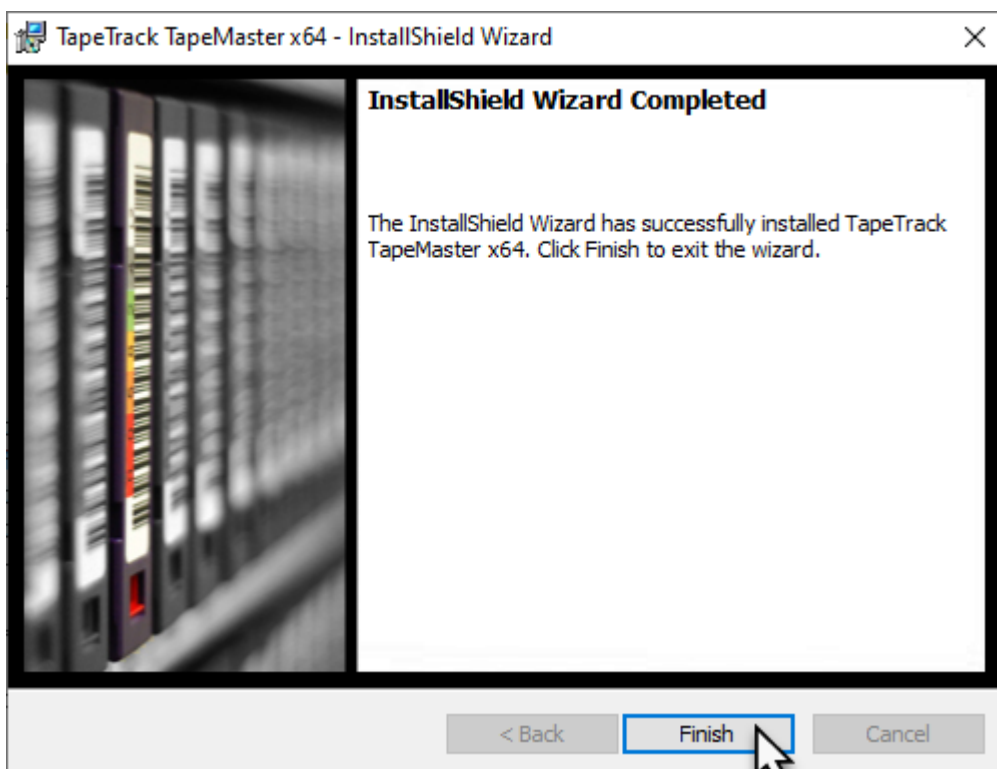 TapeTrack TapeMaster x64 - InstallShield Wizard
InstallShield Wizard Completed
The InstallShield Wizard has successfully installed TapeTrack
TapeMaster x64. Click Finish to exit the wizard.
< Back
Finish
Cancel